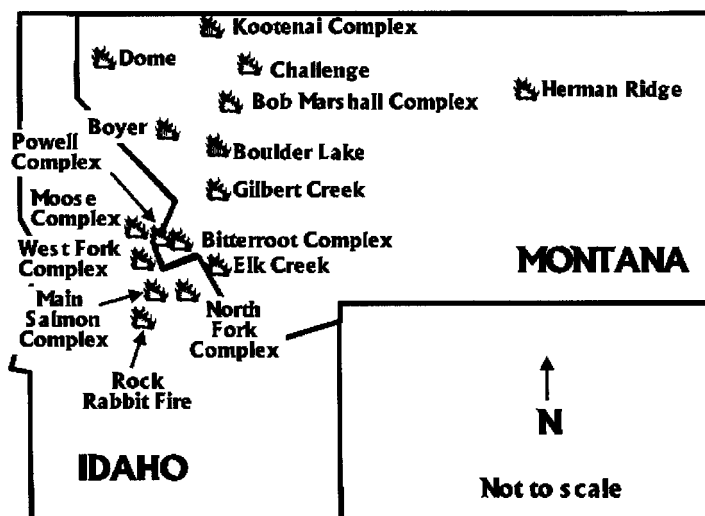 Kootenai Complex
Dome
Challenge
Herman Ridge
Bob Marshall Complex
Boyer
Powell
Complex
Boulder Lake
Gilbert Creek
Moose
Complex
Bitterroot Complex
West Fork
Complex
Elk Creek
MONTANA
Main
Salmon
Complex
North
Fork
Complex
Rock
Rabbit Fire
N
IDAHO
Not to scale